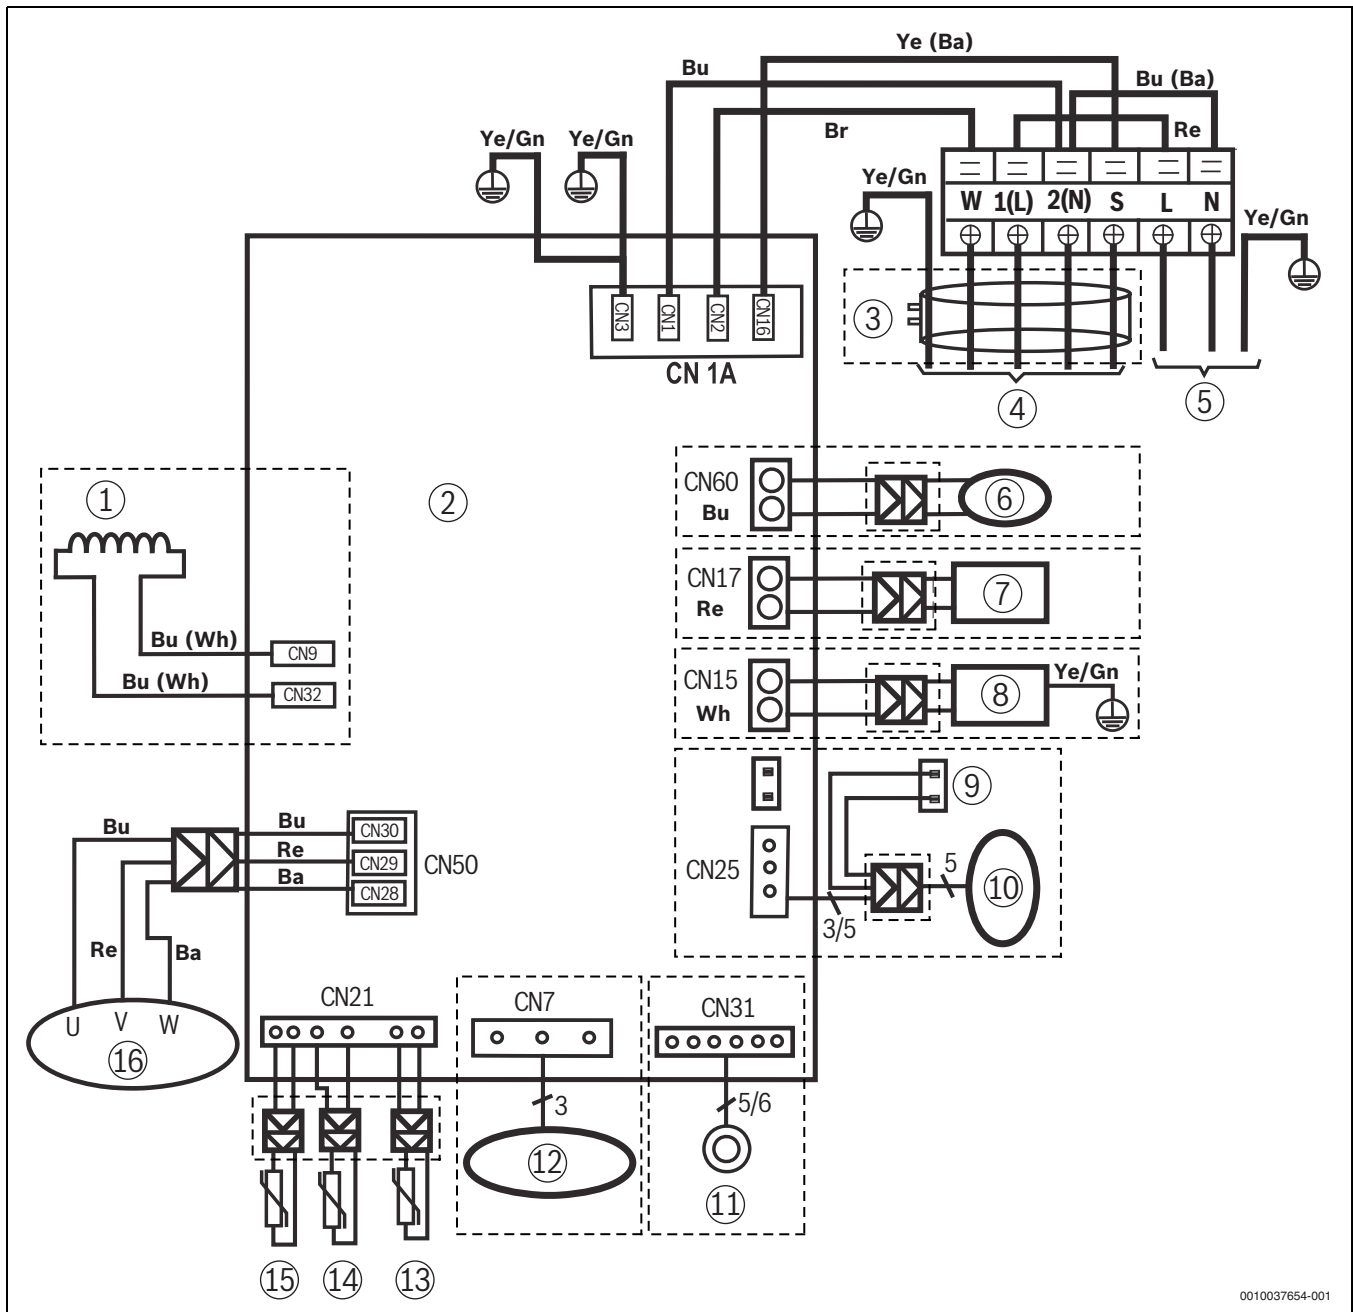 Ye (Ba)
Bu
Bu (Ba)
Br
Re
Ye/Gn
Ye/Gn
Ye/Gn
W
1(L)
2(N)
S
L
N
Ye/Gn
CN3
CN1
CN2
CN16
CN 1A
3
4
5
1
2
CN60
Bu
6
CN17
Re
7
Bu (Wh)
CN9
Bu (Wh)
CN32
CN15
Wh
8
Ye/Gn
9
Bu
Bu
CN30
Re
CN29
CN50
Ba
CN28
CN25
5
10
3/5
Re
Ba
U
V
W
16
CN21
CN7
CN31
3
5/6
12
11
15
14
13
0010037654-001